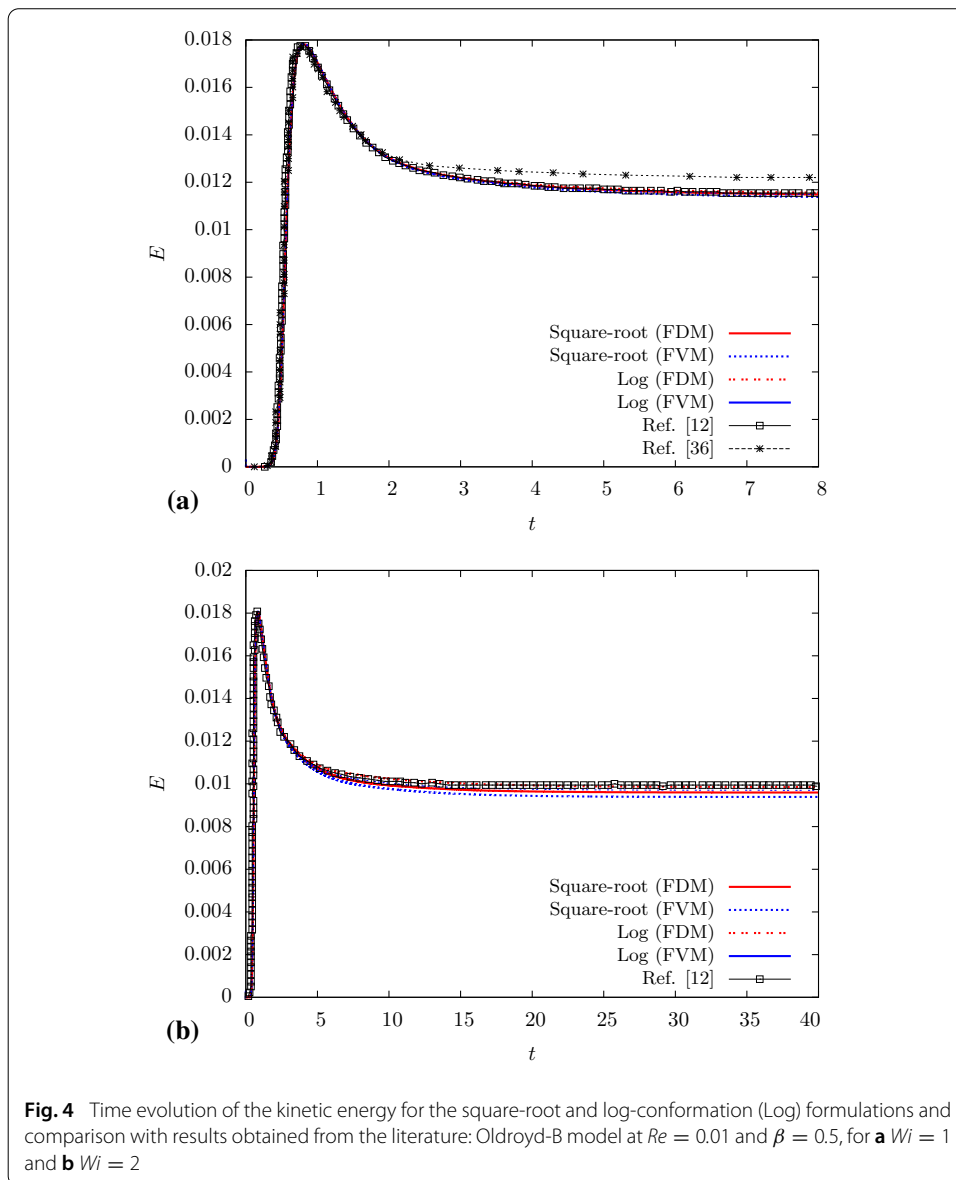 0.018
0.016
0.014
0.012
0.01
0.008
0.006
0.004
0.002
0
E
Square-root (FDM)
Square-root (FVM)
Log (FDM)
Log (FVM)
Ref. [12]
Ref. [36]
0 1 2 3 4 5 6 7 8
(a)
t
0.02
0.018
0.016
0.014
0.012
0.01
0.008
0.006
0.004
0.002
0
E
Square-root (FDM)
Square-root (FVM)
Log (FDM)
Log (FVM)
Ref. [12]
0 5 10 15 20 25 30 35 40
(b)
t
Fig. 4 Time evolution of the kinetic energy for the square-root and log-conformation (Log) formulations and
comparison with results obtained from the literature: Oldroyd-B model at Re = 0.01 and β = 0.5, for a Wi = 1
and b Wi = 2